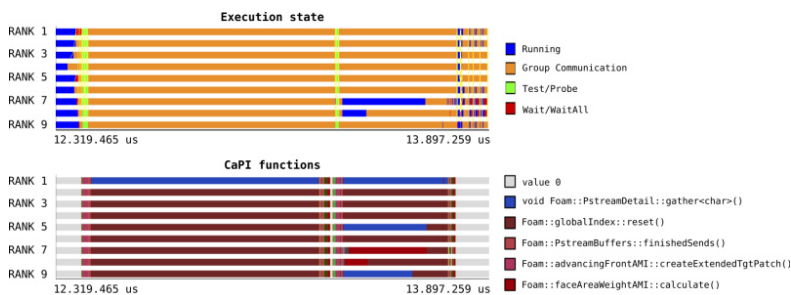 Execution state
RANK 1
RANK 3
RANK 5
RANK 7
RANK 9
12.319.465 us
13.897.259 us
Running
Group Communication
Test/Probe
Wait/WaitAll
CaPI functions
RANK 1
RANK 3
RANK 5
RANK 7
RANK 9
12.319.465 us
13.897.259 us
value 0
void Foam::PstreamDetail::gather<char>()
Foam::globalIndex::reset()
Foam::PstreamBuffers::finishedSends()
Foam::advancingFrontAMI::createExtendedTgtPatch()
Foam::faceAreaWeightAMI::calculate()